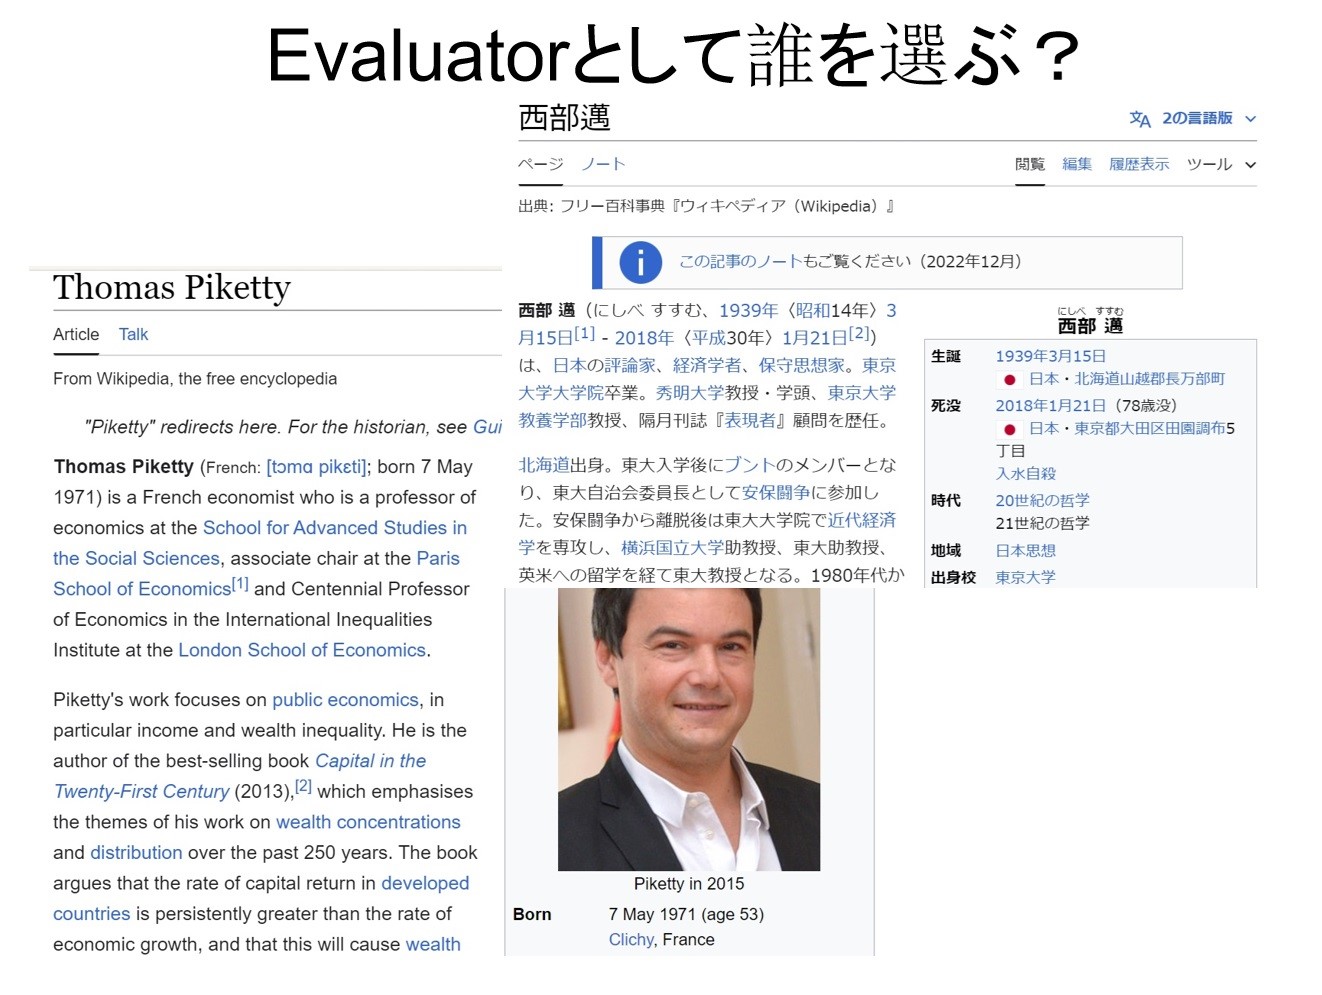 Evaluatorとして誰を選ぶ？
西部邁
2の言語版
ページ ノート 閲覧 編集 履歴表示 ツール
出典: フリー百科事典『ウィキペディア（Wikipedia）』
この記事のノートもご覧ください（2022年12月）
西部 邁（にしべ すすむ、1939年〈昭和14年〉3
月15日[1] - 2018年〈平成30年〉1月21日[2]）
は、日本の評論家、経済学者、保守思想家。東京
大学大学院卒業。秀明大学教授・学頭、東京大学
教養学部教授、隔月刊誌『表現者』顧問を歴任。
北海道出身。東大入学後にブントのメンバーとな
り、東大自治会委員長として安保闘争に参加し
た。安保闘争から離脱後は東大大学院で近代経済
学を専攻し、横浜国立大学助教授、東大助教授、
英米への留学を経て東大教授となる。1980年代か
にしべ すすむ
西部 邁
生誕 1939年3月15日
日本・北海道山越郡長万部町
死没 2018年1月21日（78歳没）
日本・東京都大田区田園調布5
丁目
入水自殺
時代 20世紀の哲学
21世紀の哲学
地域 日本思想
出身校 東京大学
Thomas Piketty
Article Talk
From Wikipedia, the free encyclopedia
"Piketty" redirects here. For the historian, see Gui
Thomas Piketty (French: [tɔmɑ pikɛti]; born 7 May
1971) is a French economist who is a professor of
economics at the School for Advanced Studies in
the Social Sciences, associate chair at the Paris
School of Economics[1] and Centennial Professor
of Economics in the International Inequalities
Institute at the London School of Economics.
Piketty's work focuses on public economics, in
particular income and wealth inequality. He is the
author of the best-selling book Capital in the
Twenty-First Century (2013),[2] which emphasises
the themes of his work on wealth concentrations
and distribution over the past 250 years. The book
argues that the rate of capital return in developed
countries is persistently greater than the rate of
economic growth, and that this will cause wealth
Piketty in 2015
Born 7 May 1971 (age 53)
Clichy, France